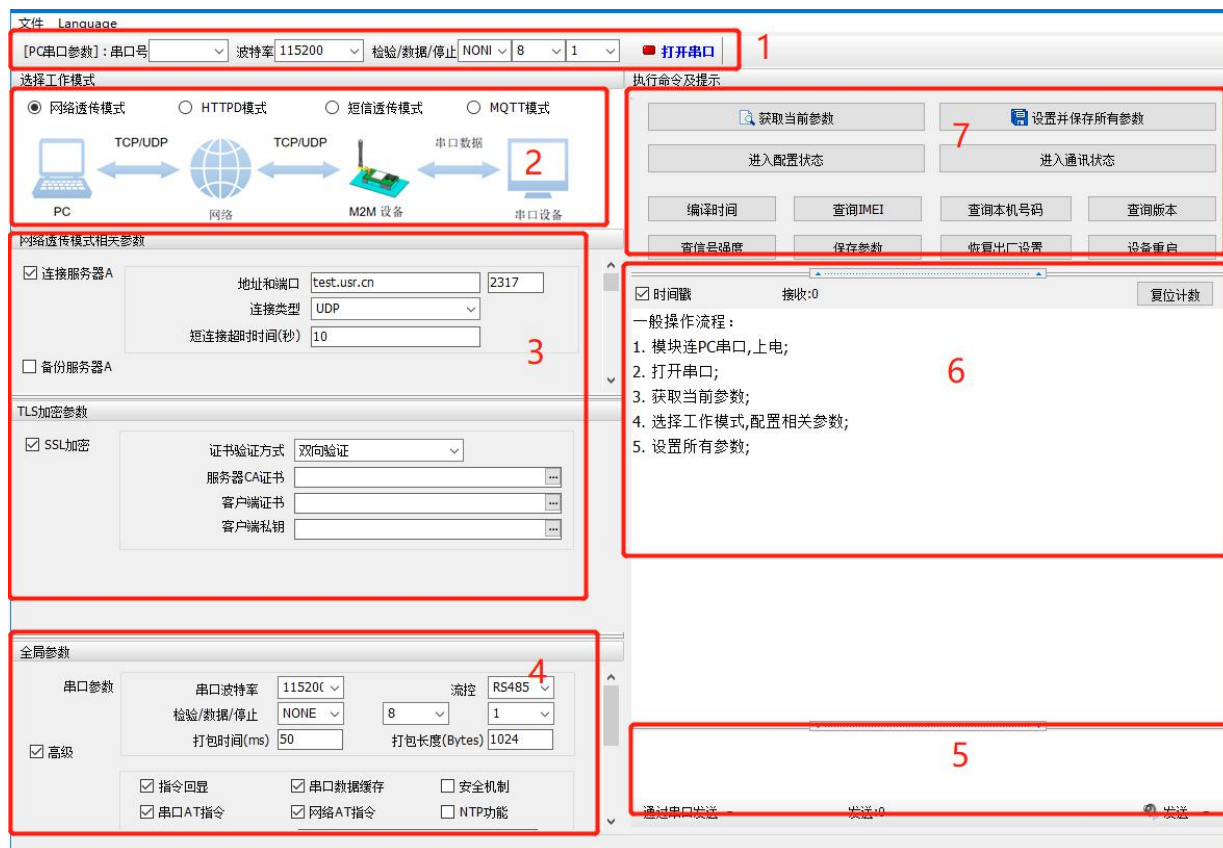 文件 Language
[PC串口参数]:串口号 波特率 115200 检验/数据/停止 NONI 8 1 打开串口
1
选择工作模式
网络透传模式 HTTPD模式 短信透传模式 MQTT模式
TCP/UDP TCP/UDP 串口数据
2
PC 网络 M2M 设备 串口设备
网络透传模式相关参数
连接服务器A
地址和端口 test.usr.cn 2317
连接类型 UDP
短连接超时时间(秒) 10
3
备份服务器A
TLS加密参数
SSL加密
证书验证方式 双向验证
服务器CA证书 ...
客户端证书 ...
客户端私钥 ...
全局参数
4
串口参数 串口波特率 11520( 流控 RS485
检验/数据/停止 NONE 8 1
打包时间(ms) 50 打包长度(Bytes) 1024
高级
指令回显 串口数据缓存 安全机制
串口AT指令 网络AT指令 NTP功能
执行命令及提示
获取当前参数 设置并保存所有参数
7
进入配置状态 进入通讯状态
编译时间 查询IMEI 查询本机号码 查询版本
查信号强度 保存参数 恢复出厂设置 设备重启
时间戳 接收:0 复位计数
一般操作流程：
1. 模块连PC串口,上电;
2. 打开串口;
3. 获取当前参数;
4. 选择工作模式,配置相关参数;
5. 设置所有参数;
6
5
通过串口发送 发送:0 发送